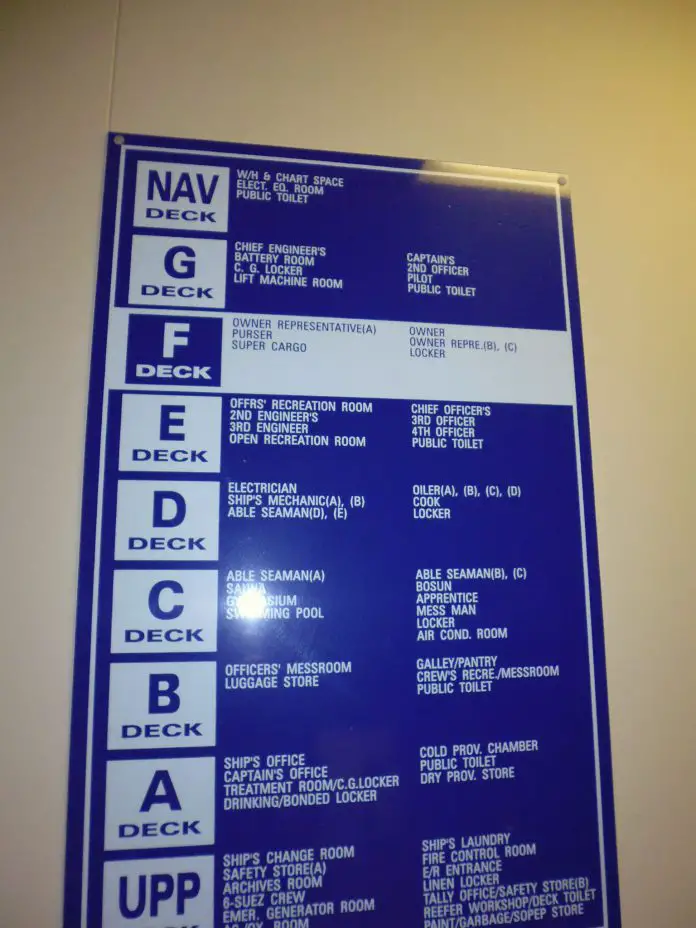 NAV
DECK
W/H & CHART SPACE
ELECT. EQ. ROOM
PUBLIC TOILET
G
DECK
CHIEF ENGINEER'S
BATTERY ROOM
C. G. LOCKER
LIFT MACHINE ROOM
CAPTAIN'S
2ND OFFICER
PILOT
PUBLIC TOILET
F
DECK
OWNER REPRESENTATIVE(A)
PURSER
SUPER CARGO
OWNER
OWNER REPRE.(B), (C)
LOCKER
E
DECK
OFFRS' RECREATION ROOM
2ND ENGINEER'S
3RD ENGINEER
OPEN RECREATION ROOM
CHIEF OFFICER'S
3RD OFFICER
4TH OFFICER
PUBLIC TOILET
D
DECK
ELECTRICIAN
SHIP'S MECHANIC(A), (B)
ABLE SEAMAN(D), (E)
OILER(A), (B), (C), (D)
COOK
LOCKER
C
DECK
ABLE SEAMAN(A)
SAUNA
GYMNASIUM
SWIMMING POOL
ABLE SEAMAN(B), (C)
BOSUN
APPRENTICE
MESS MAN
LOCKER
AIR COND. ROOM
B
DECK
OFFICERS' MESSROOM
LUGGAGE STORE
GALLEY/PANTRY
CREW'S RECRE./MESSROOM
PUBLIC TOILET
A
DECK
SHIP'S OFFICE
CAPTAIN'S OFFICE
TREATMENT ROOM/C.G.LOCKER
DRINKING/BONDED LOCKER
COLD PROV. CHAMBER
PUBLIC TOILET
DRY PROV. STORE
UPP
SHIP'S CHANGE ROOM
SAFETY STORE(A)
ARCHIVES ROOM
6-SUEZ CREW
EMER. GENERATOR ROOM
ROOM
SHIP'S LAUNDRY
FIRE CONTROL ROOM
E/R ENTRANCE
LINEN LOCKER
TALLY OFFICE/SAFETY STORE(B)
REEFER WORKSHOP/DECK TOILET
PAINT/GARBAGE/SOPEP STORE